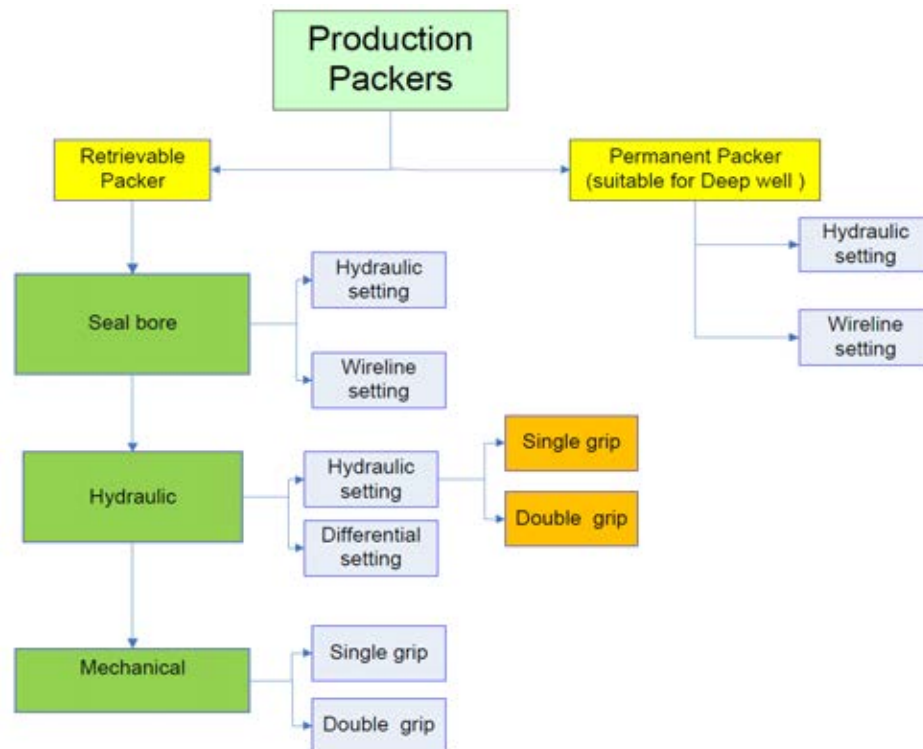 Production
Packers
Retrievable
Packer
Permanent Packer
(suitable for Deep well )
Hydraulic
setting
Wireline
setting
Seal bore
Hydraulic
setting
Wireline
setting
Hydraulic
Hydraulic
setting
Differential
setting
Single grip
Double grip
Mechanical
Single grip
Double grip